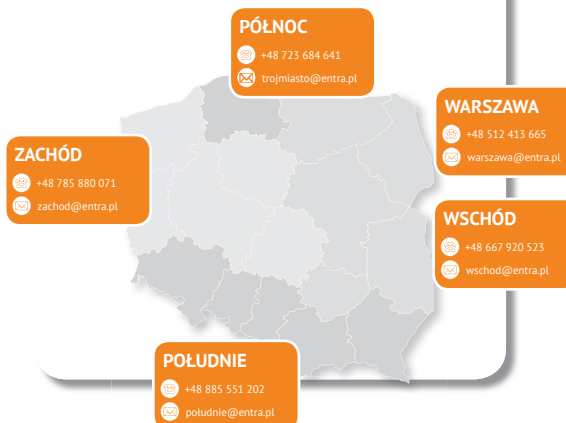 PÓŁNOC
+48 723 684 641
trojmiasto@entra.pl
WARSZAWA
+48 512 413 665
warszawa@entra.pl
ZACHÓD
+48 785 880 071
zachod@entra.pl
WSCHÓD
+48 667 920 523
wschod@entra.pl
POŁUDNIE
+48 885 551 202
południe@entra.pl